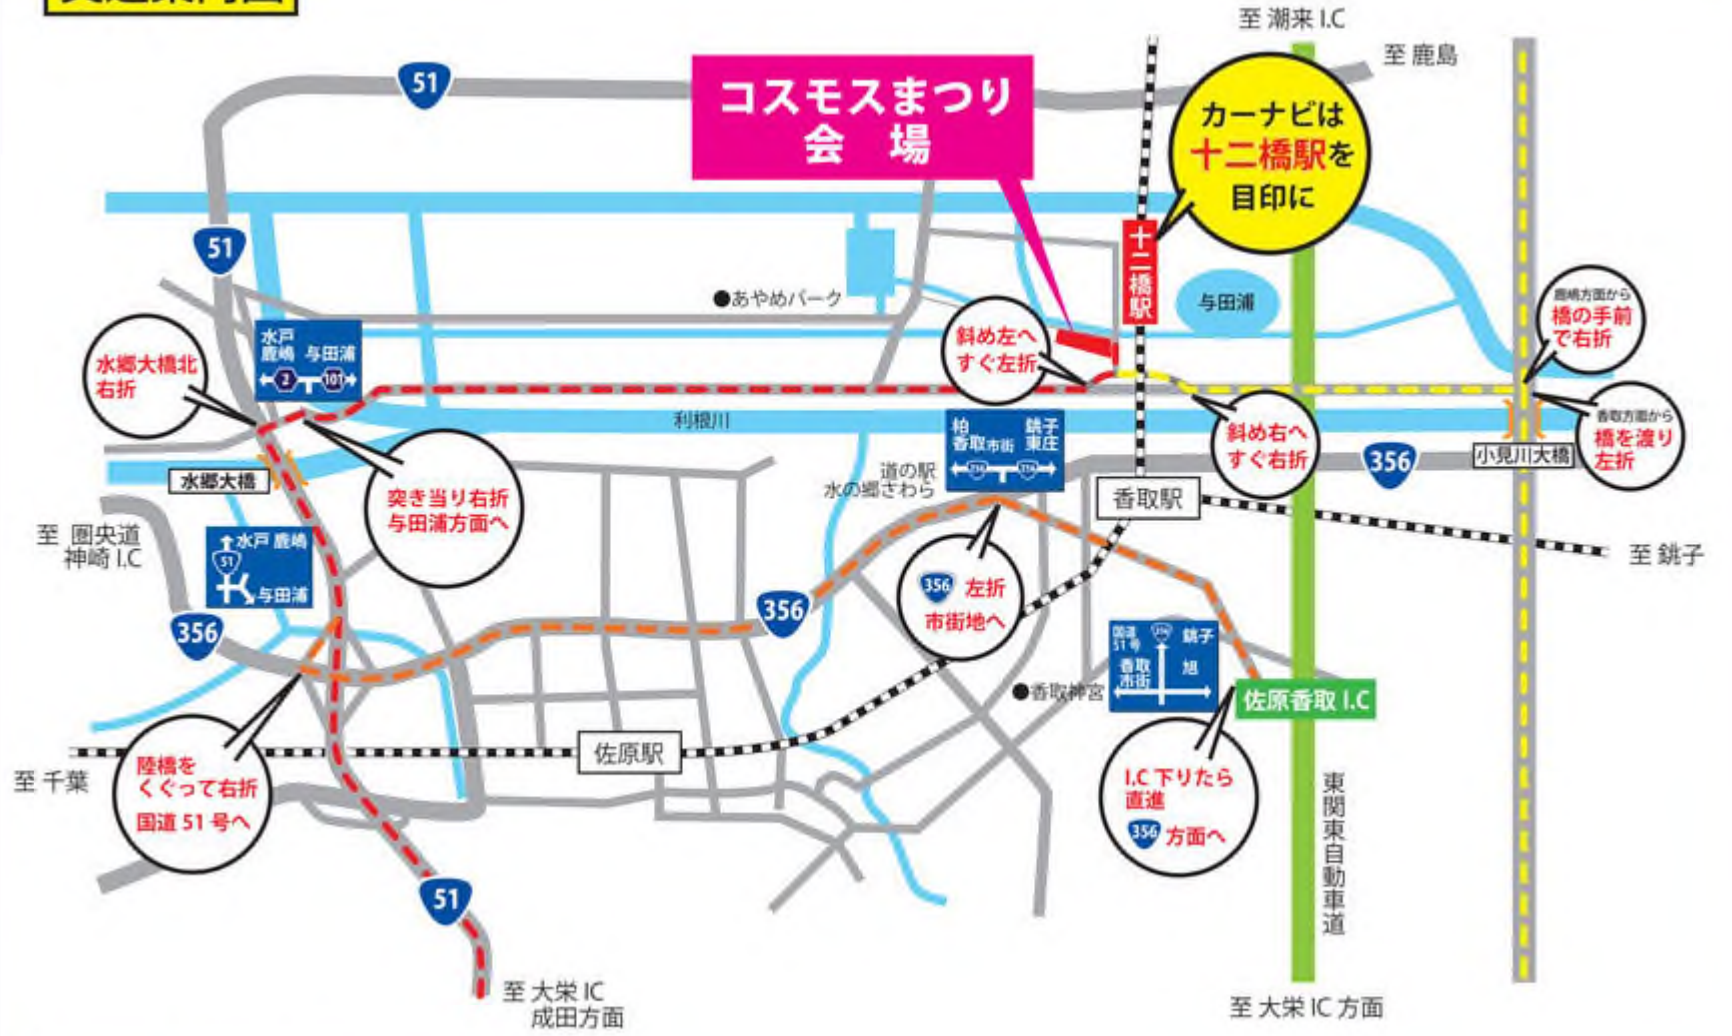 至 潮来 I.C
至 鹿島
51
コスモスまつり
会　場
カーナビは
十二橋駅を
目印に
51
十二橋駅
与田浦
●あやめパーク
鹿嶋方面から
橋の手前
で右折
水戸
鹿嶋 与田浦
2 101
水郷大橋北
右折
斜め左へ
すぐ左折
利根川
柏
香取市街
銚子
東庄
356 356
斜め右へ
すぐ右折
香取方面から
橋を渡り
左折
小見川大橋
356
道の駅
水の郷さわら
水郷大橋
突き当り右折
与田浦方面へ
香取駅
至 圏央道
神崎 I.C
水戸 鹿嶋
51
与田浦
至 銚子
356
356
356 左折
市街地へ
国道
51号
356
銚子
香取
市街
旭
●香取神宮
佐原香取 I.C
佐原駅
至 千葉
陸橋を
くぐって右折
国道 51 号へ
I.C 下りたら
直進
356 方面へ
東関東自動車道
51
至 大栄 IC
成田方面
至 大栄 IC 方面